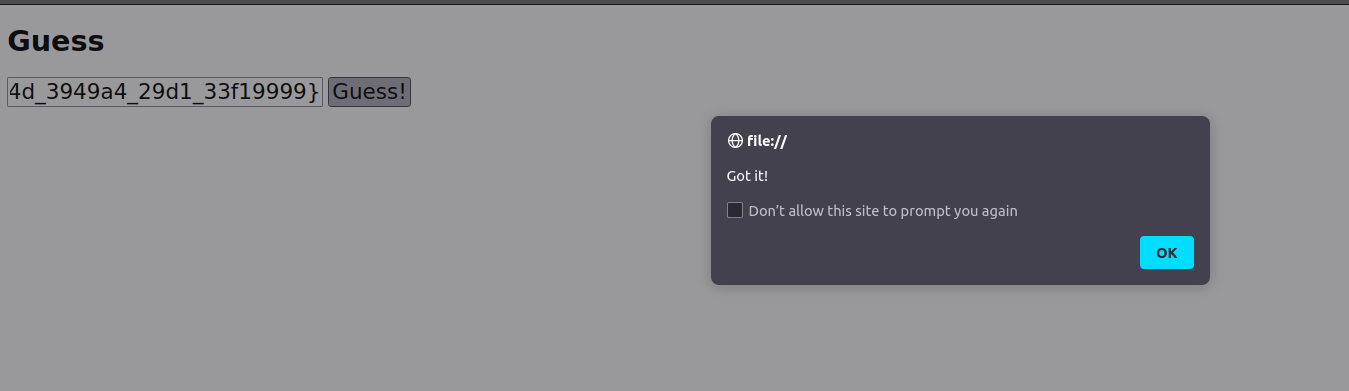 Guess
4d_3949a4_29d1_33f19999} Guess!
file://
Got it!
Don’t allow this site to prompt you again
OK